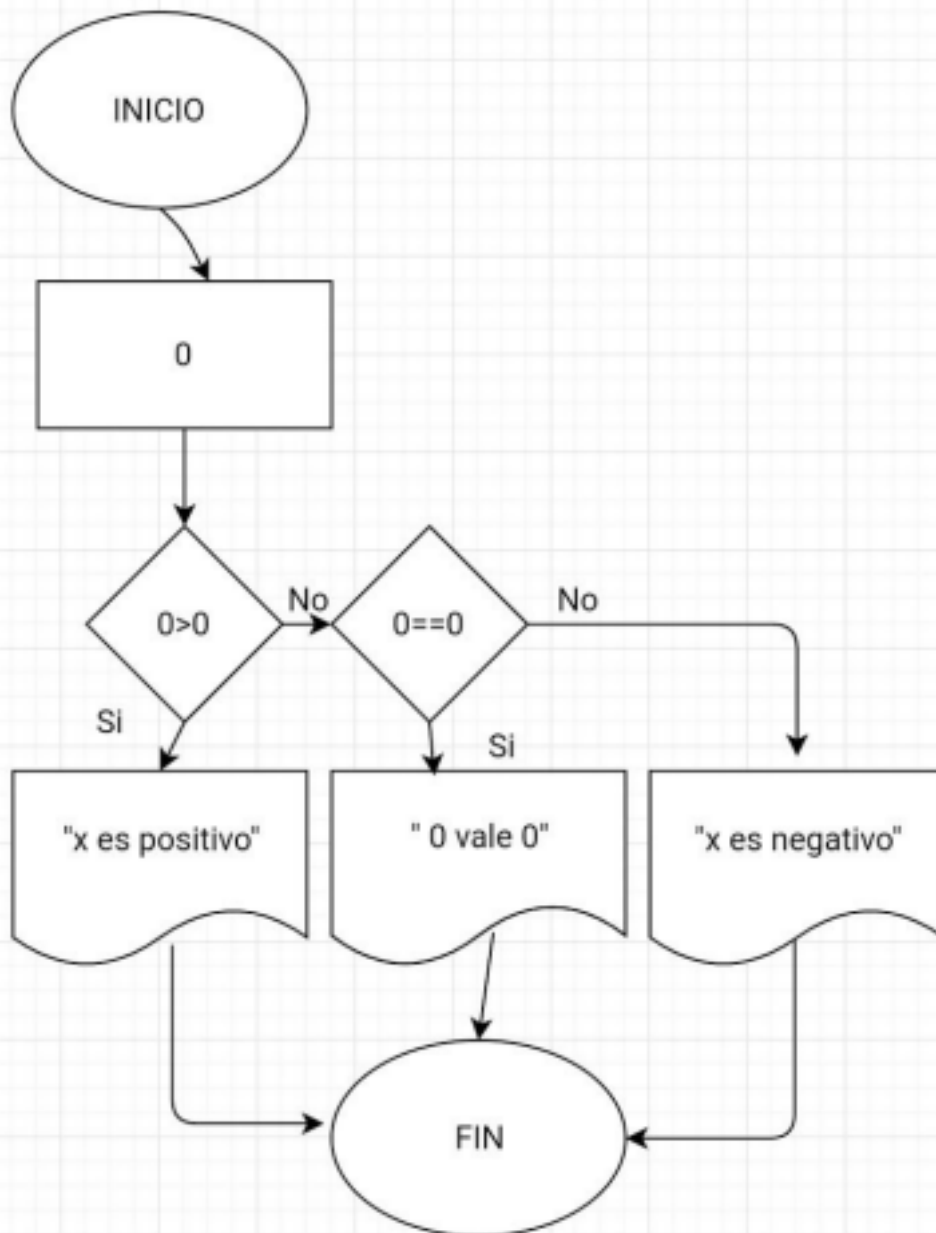 INICIO
0
0>0
No
0==0
No
Si
Si
"x es positivo"
" 0 vale 0"
"x es negativo"
FIN